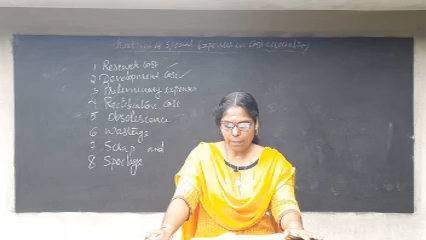 Treatment of Special Expenses in Cost accounting
1 Research cost ✓
2 Development cost ✓
3 Preliminary expenses
4 Rectification cost
5 Obsolescence
6 Wastage
7 Scrap and
8 Spoilage